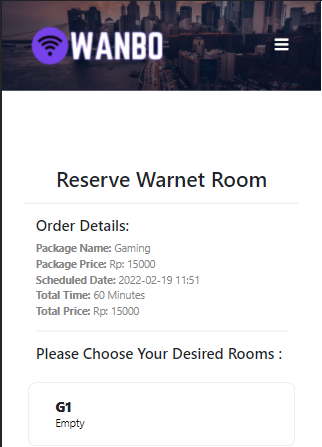 WANBO
Reserve Warnet Room
Order Details:
Package Name: Gaming
Package Price: Rp: 15000
Scheduled Date: 2022-02-19 11:51
Total Time: 60 Minutes
Total Price: Rp: 15000
Please Choose Your Desired Rooms :
G1
Empty